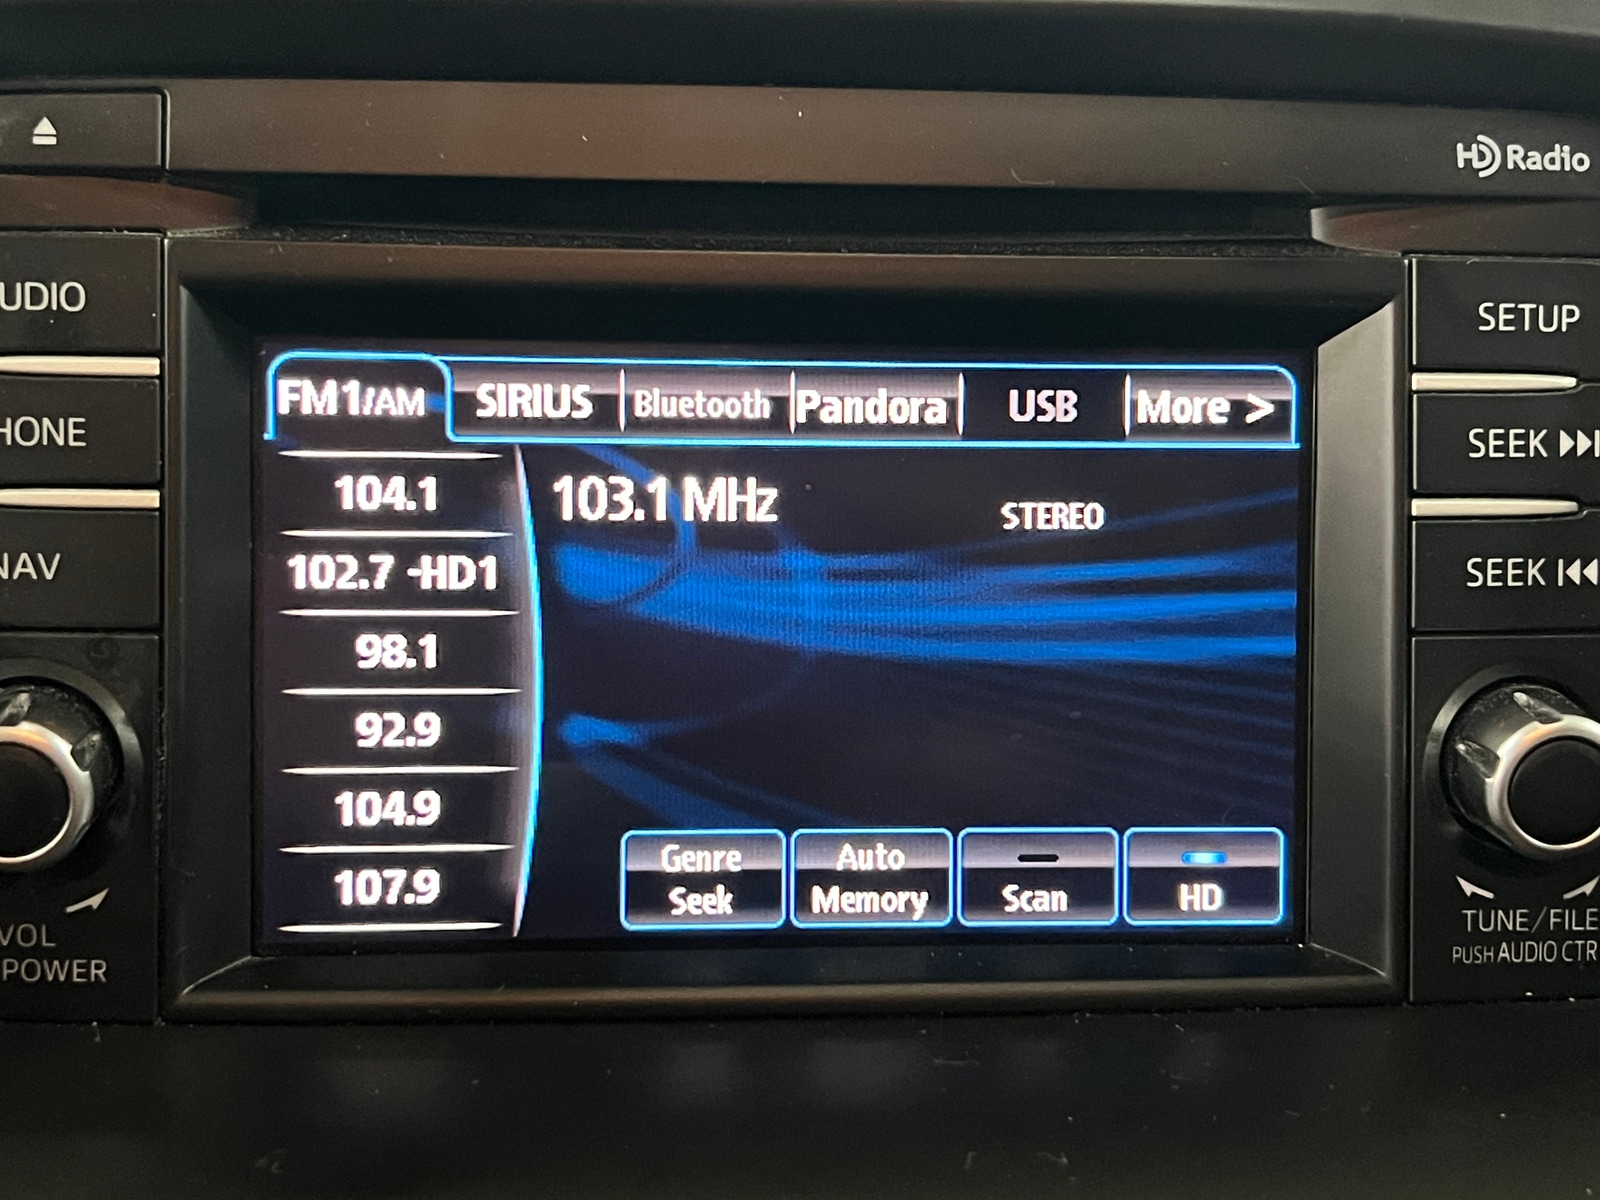 HD Radio
UDIO
HONE
NAV
VOL
POWER
FM1/AM SIRIUS Bluetooth Pandora USB More >
104.1
102.7 -HD1
98.1
92.9
104.9
107.9
103.1 MHz STEREO
Genre Seek
Auto Memory
Scan
HD
SETUP
SEEK
SEEK
TUNE/FILE
PUSH AUDIO CTR